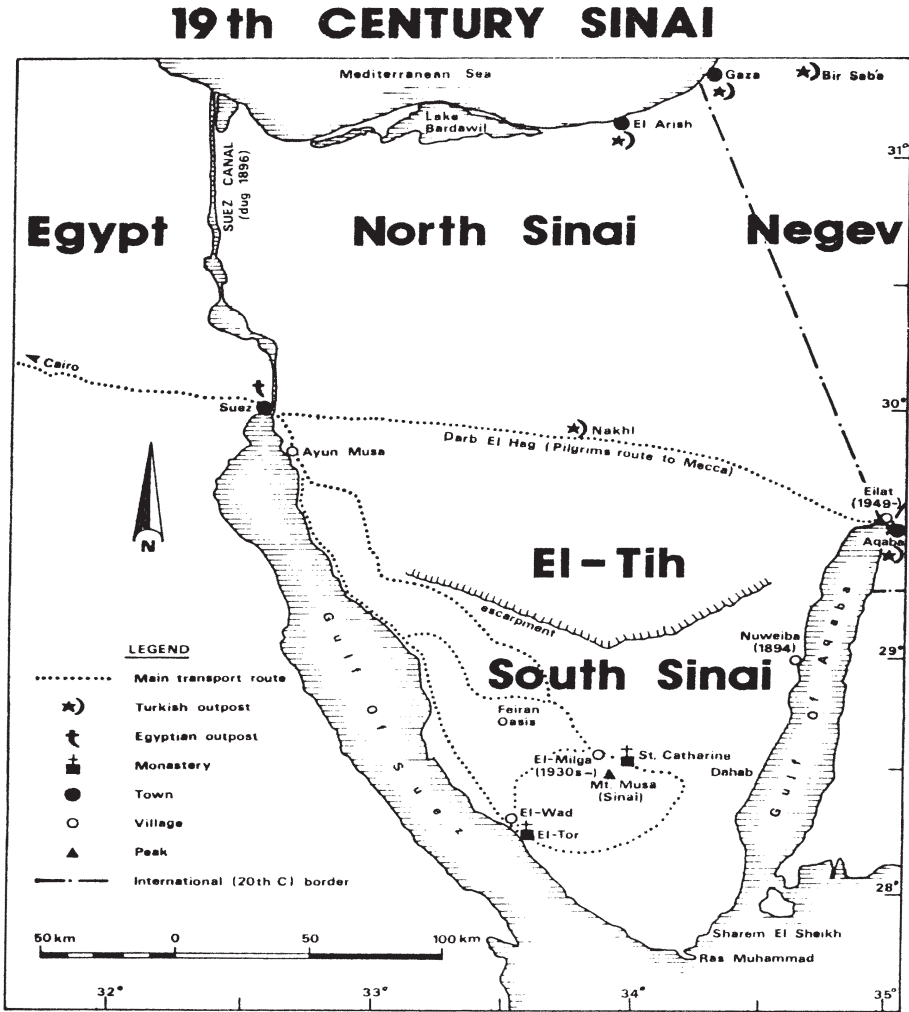 19th CENTURY SINAI
Mediterranean Sea
Gaza
Bir Sab'a
Lake
Bardawil
El Arish
31°
SUEZ CANAL
(dug 1896)
Egypt
North Sinai
Negev
Cairo
Suez
30°
Nakhl
Darb El Hag (Pilgrims route to Mecca)
Ayun Musa
N
Eilat
(1949-)
Aqaba
El-Tih
escarpment
Gulf Of Suez
Gulf Of Aqaba
Nuweiba
(1894)
29°
South Sinai
Feiran
Oasis
El-Milga
(1930s-)
St. Catharine
Mt. Musa
(Sinai)
Dahab
El-Wad
El-Tor
28°
Sharem El Sheikh
Ras Muhammad
LEGEND
Main transport route
Turkish outpost
Egyptian outpost
Monastery
Town
Village
Peak
International (20th C) border
50km 0 50 100km
32° 33° 34° 35°